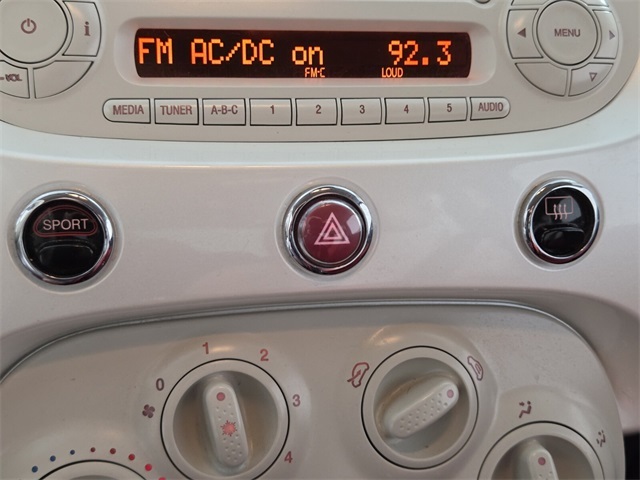 FM AC/DC on 92.3
FM-C LOUD
MENU
VOL
MEDIA TUNER A-B-C 1 2 3 4 5 AUDIO
SPORT
0 1 2 3 4